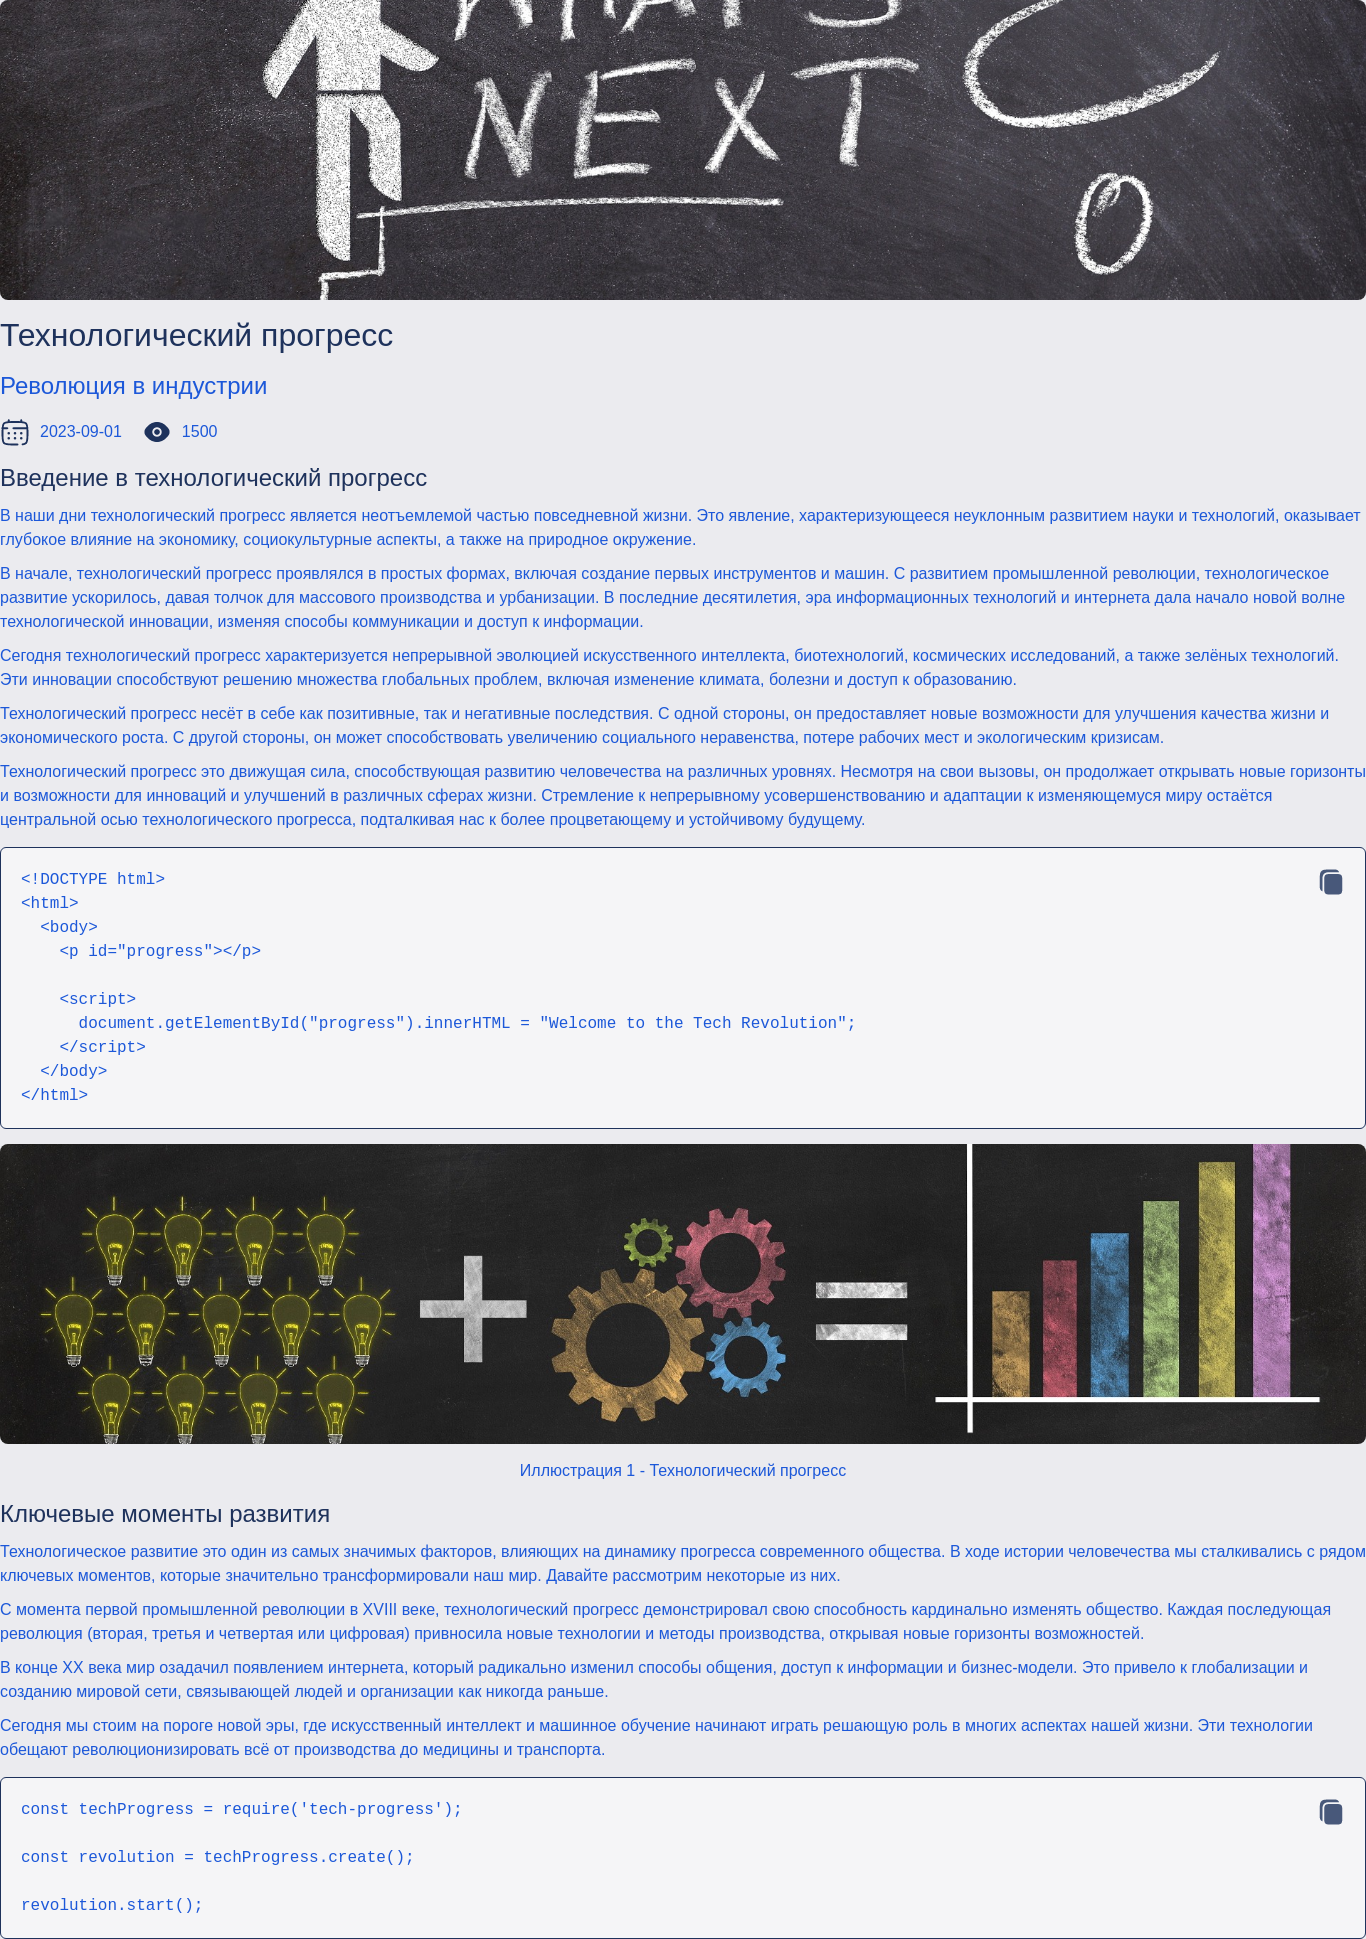 WHAT'S
NEXT
Технологический прогресс
Революция в индустрии
2023-09-01 1500
Введение в технологический прогресс
В наши дни технологический прогресс является неотъемлемой частью повседневной жизни. Это явление, характеризующееся неуклонным развитием науки и технологий, оказывает
глубокое влияние на экономику, социокультурные аспекты, а также на природное окружение.
В начале, технологический прогресс проявлялся в простых формах, включая создание первых инструментов и машин. С развитием промышленной революции, технологическое
развитие ускорилось, давая толчок для массового производства и урбанизации. В последние десятилетия, эра информационных технологий и интернета дала начало новой волне
технологической инновации, изменяя способы коммуникации и доступ к информации.
Сегодня технологический прогресс характеризуется непрерывной эволюцией искусственного интеллекта, биотехнологий, космических исследований, а также зелёных технологий.
Эти инновации способствуют решению множества глобальных проблем, включая изменение климата, болезни и доступ к образованию.
Технологический прогресс несёт в себе как позитивные, так и негативные последствия. С одной стороны, он предоставляет новые возможности для улучшения качества жизни и
экономического роста. С другой стороны, он может способствовать увеличению социального неравенства, потере рабочих мест и экологическим кризисам.
Технологический прогресс это движущая сила, способствующая развитию человечества на различных уровнях. Несмотря на свои вызовы, он продолжает открывать новые горизонты
и возможности для инноваций и улучшений в различных сферах жизни. Стремление к непрерывному усовершенствованию и адаптации к изменяющемуся миру остаётся
центральной осью технологического прогресса, подталкивая нас к более процветающему и устойчивому будущему.
<!DOCTYPE html>
<html>
  <body>
    <p id="progress"></p>
    <script>
      document.getElementById("progress").innerHTML = "Welcome to the Tech Revolution";
    </script>
  </body>
</html>
Иллюстрация 1 - Технологический прогресс
Ключевые моменты развития
Технологическое развитие это один из самых значимых факторов, влияющих на динамику прогресса современного общества. В ходе истории человечества мы сталкивались с рядом
ключевых моментов, которые значительно трансформировали наш мир. Давайте рассмотрим некоторые из них.
С момента первой промышленной революции в XVIII веке, технологический прогресс демонстрировал свою способность кардинально изменять общество. Каждая последующая
революция (вторая, третья и четвертая или цифровая) привносила новые технологии и методы производства, открывая новые горизонты возможностей.
В конце XX века мир озадачил появлением интернета, который радикально изменил способы общения, доступ к информации и бизнес-модели. Это привело к глобализации и
созданию мировой сети, связывающей людей и организации как никогда раньше.
Сегодня мы стоим на пороге новой эры, где искусственный интеллект и машинное обучение начинают играть решающую роль в многих аспектах нашей жизни. Эти технологии
обещают революционизировать всё от производства до медицины и транспорта.
const techProgress = require('tech-progress');
const revolution = techProgress.create();
revolution.start();